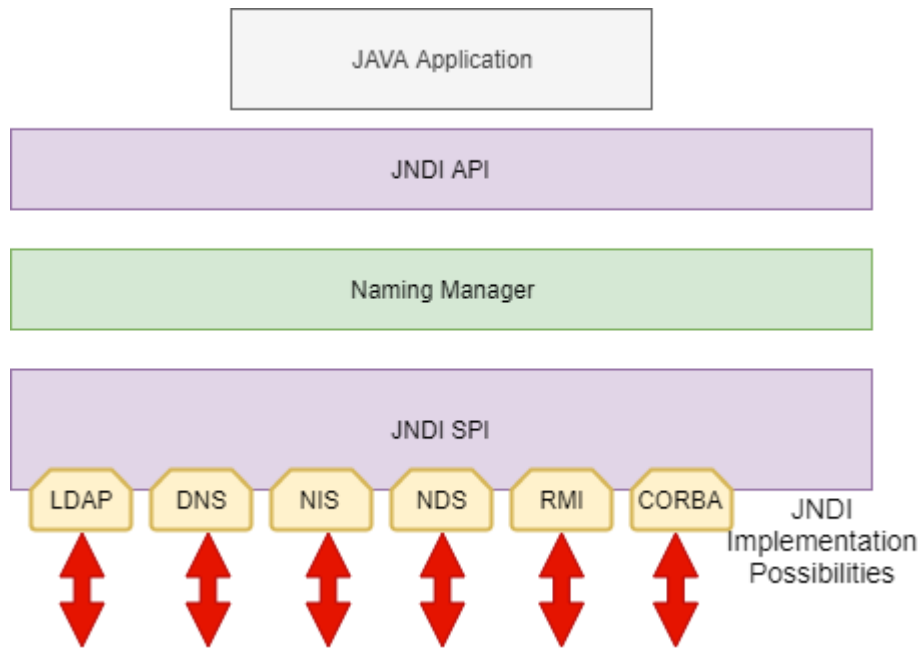 JAVA Application
JNDI API
Naming Manager
JNDI SPI
LDAP
DNS
NIS
NDS
RMI
CORBA
JNDI
Implementation
Possibilities